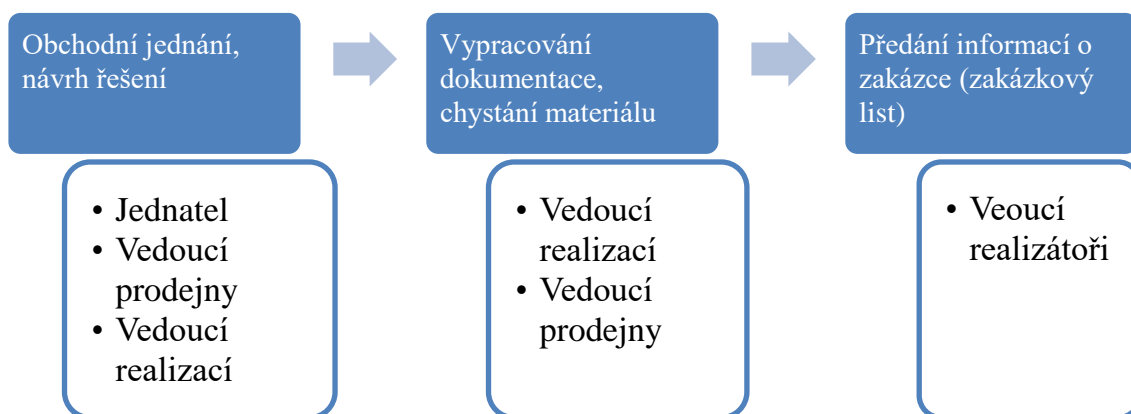 Obchodní jednání,
návrh řešení
Vypracování
dokumentace,
chystání materiálu
Předání informací o
zakázce (zakázkový
list)
• Jednatel
• Vedoucí
prodejny
• Vedoucí
realizací
• Vedoucí
realizací
• Vedoucí
prodejny
• Veoucí
realizátoři